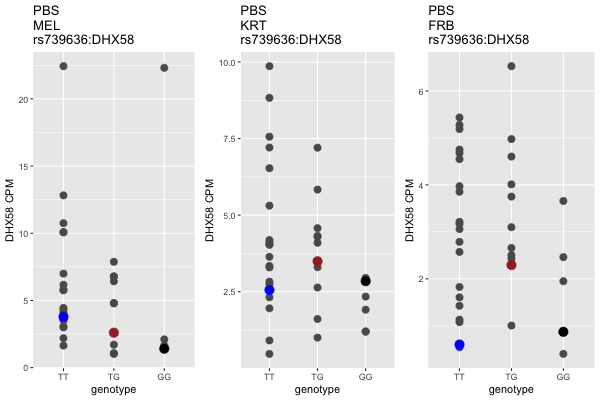 PBS
MEL
rs739636:DHX58
DHX58 CPM
20
15
10
5
0
TT TG GG
genotype
PBS
KRT
rs739636:DHX58
DHX58 CPM
10.0
7.5
5.0
2.5
TT TG GG
genotype
PBS
FRB
rs739636:DHX58
DHX58 CPM
6
4
2
TT TG GG
genotype